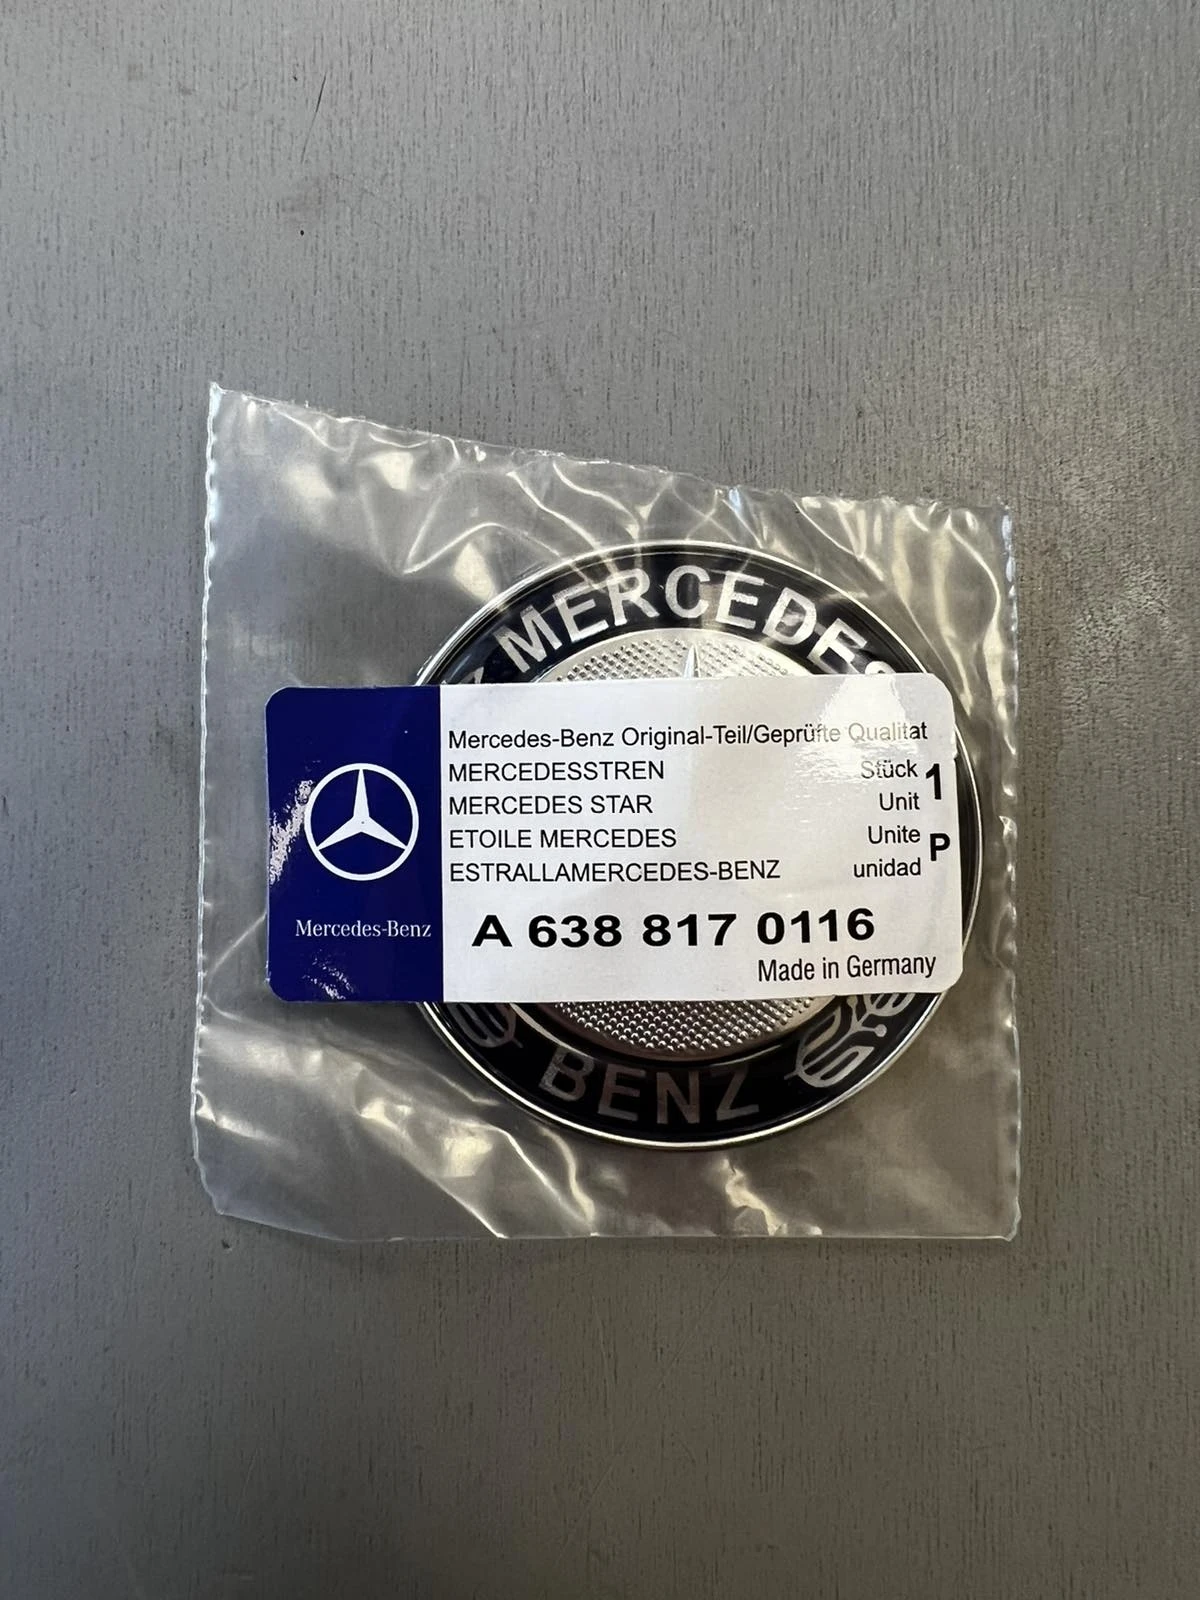 MERCEDES
Mercedes-Benz Original-Teil/Geprüfte Qualitat
MERCEDESSTREN Stück 1
MERCEDES STAR Unit
ETOILE MERCEDES Unite P
ESTRALLAMERCEDES-BENZ unidad
A 638 817 0116
Mercedes-Benz
Made in Germany
BENZ